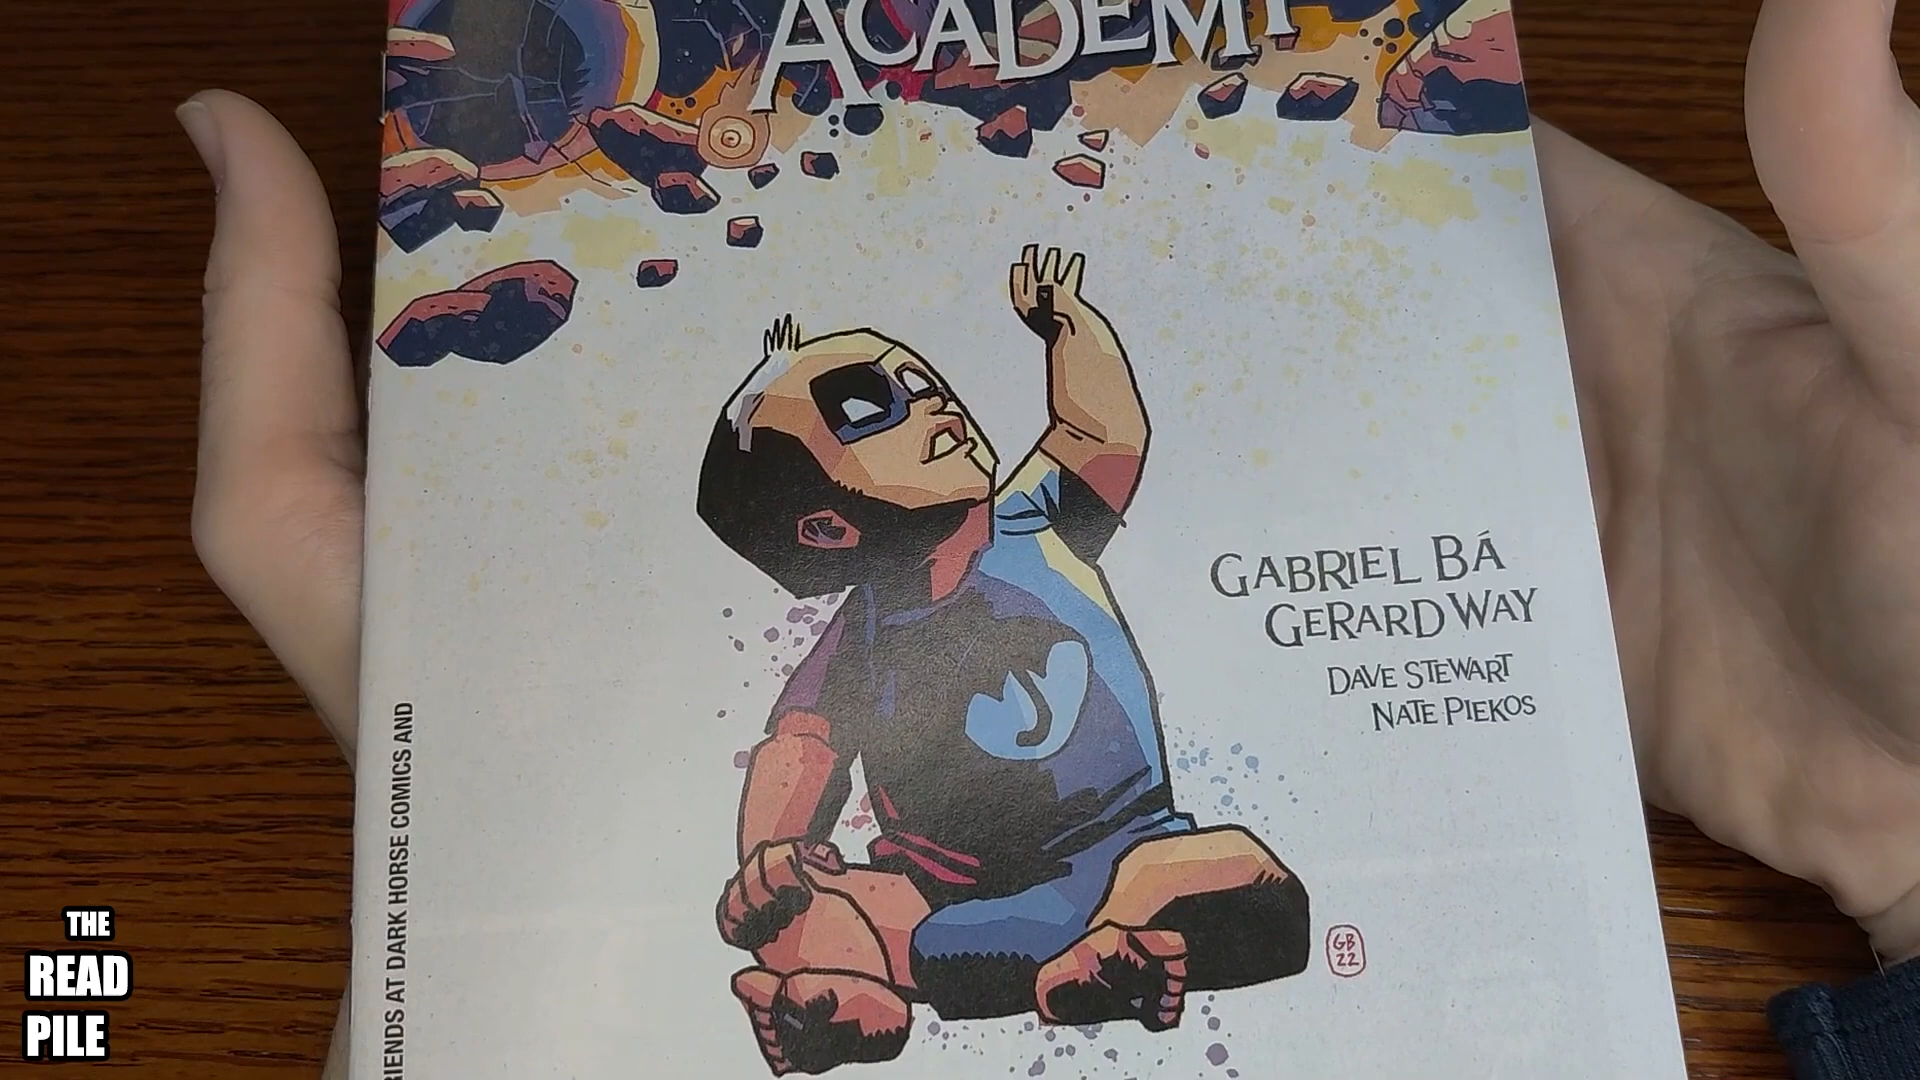 ACADEMY
GABRIEL BÁ
GERARD WAY
DAVE STEWART
NATE PIEKOS
RIENDS AT DARK HORSE COMICS AND
GB
22
THE
READ
PILE